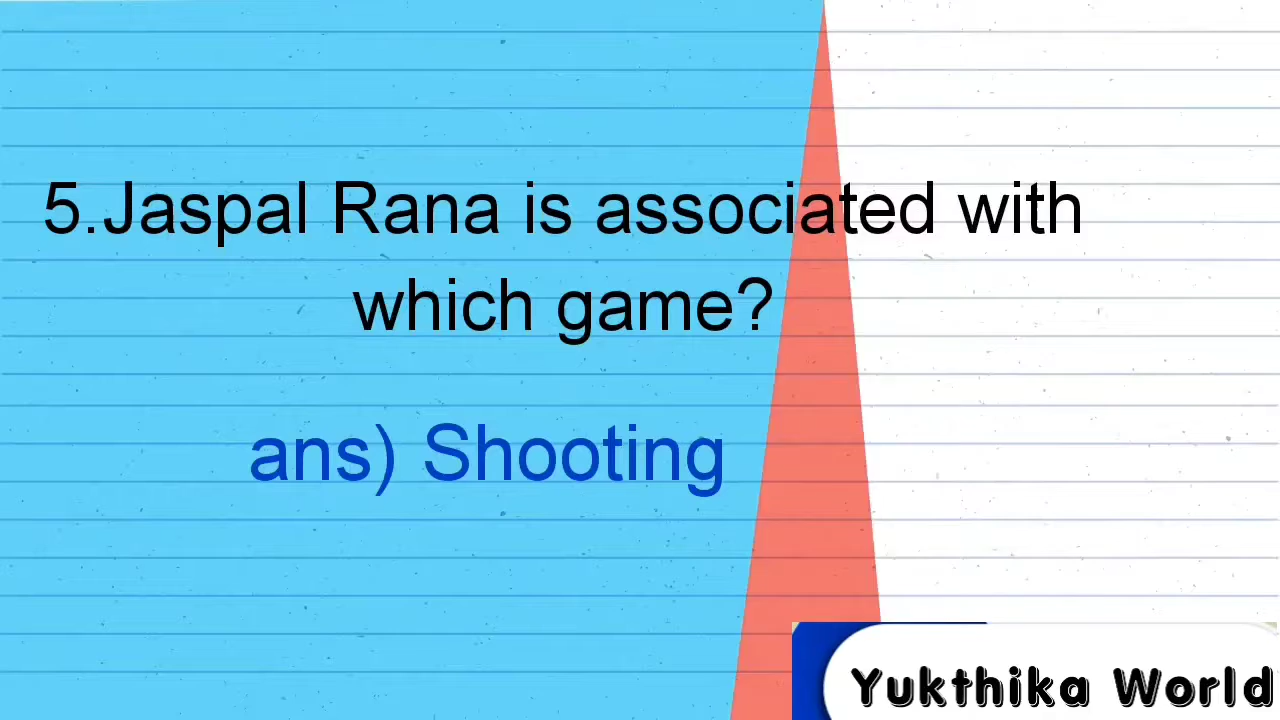 5.Jaspal Rana is associated with
which game?
ans) Shooting
Yukthika World